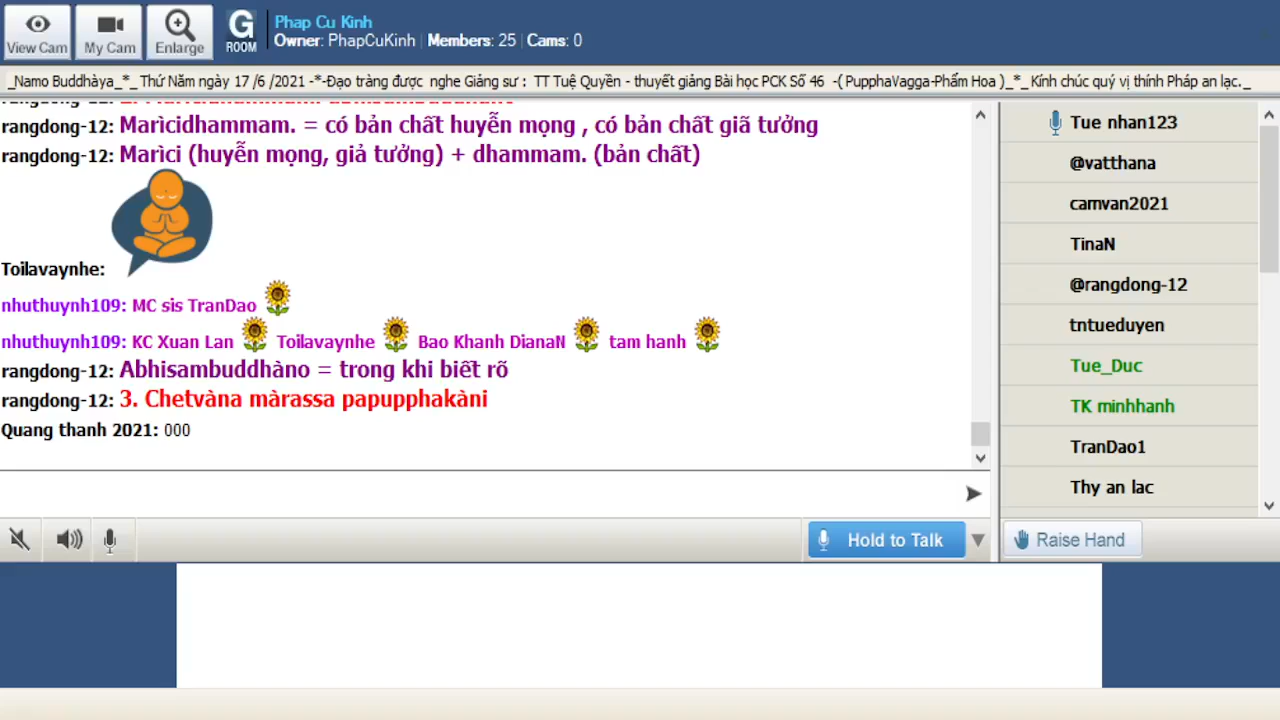 View Cam
My Cam
Enlarge
G
ROOM
Phap Cu Kinh
Owner: PhapCuKinh | Members: 25 | Cams: 0
_Namo Buddhàya_*_Thứ Năm ngày 17 /6 /2021 -*-Đạo tràng được nghe Giảng sư : TT Tuệ Quyền - thuyết giảng Bài học PCK Số 46 -( PupphaVagga-Phẩm Hoa )_*_Kính chúc quý vị thính Pháp an lạc._
rangdong-12: Marìcidhammam. = có bản chất huyễn mọng , có bản chất giã tưởng
rangdong-12: Marìci (huyễn mọng, giả tưởng) + dhammam. (bản chất)
Toilavaynhe:
nhuthuynh109: MC sis TranDao
nhuthuynh109: KC Xuan Lan Toilavaynhe Bao Khanh DianaN tam hanh
rangdong-12: Abhisambuddhàno = trong khi biết rõ
rangdong-12: 3. Chetvàna màrassa papupphakàni
Quang thanh 2021: 000
Tue nhan123
@vatthana
camvan2021
TinaN
@rangdong-12
tntueduyen
Tue_Duc
TK minhhanh
TranDao1
Thy an lac
Hold to Talk
Raise Hand